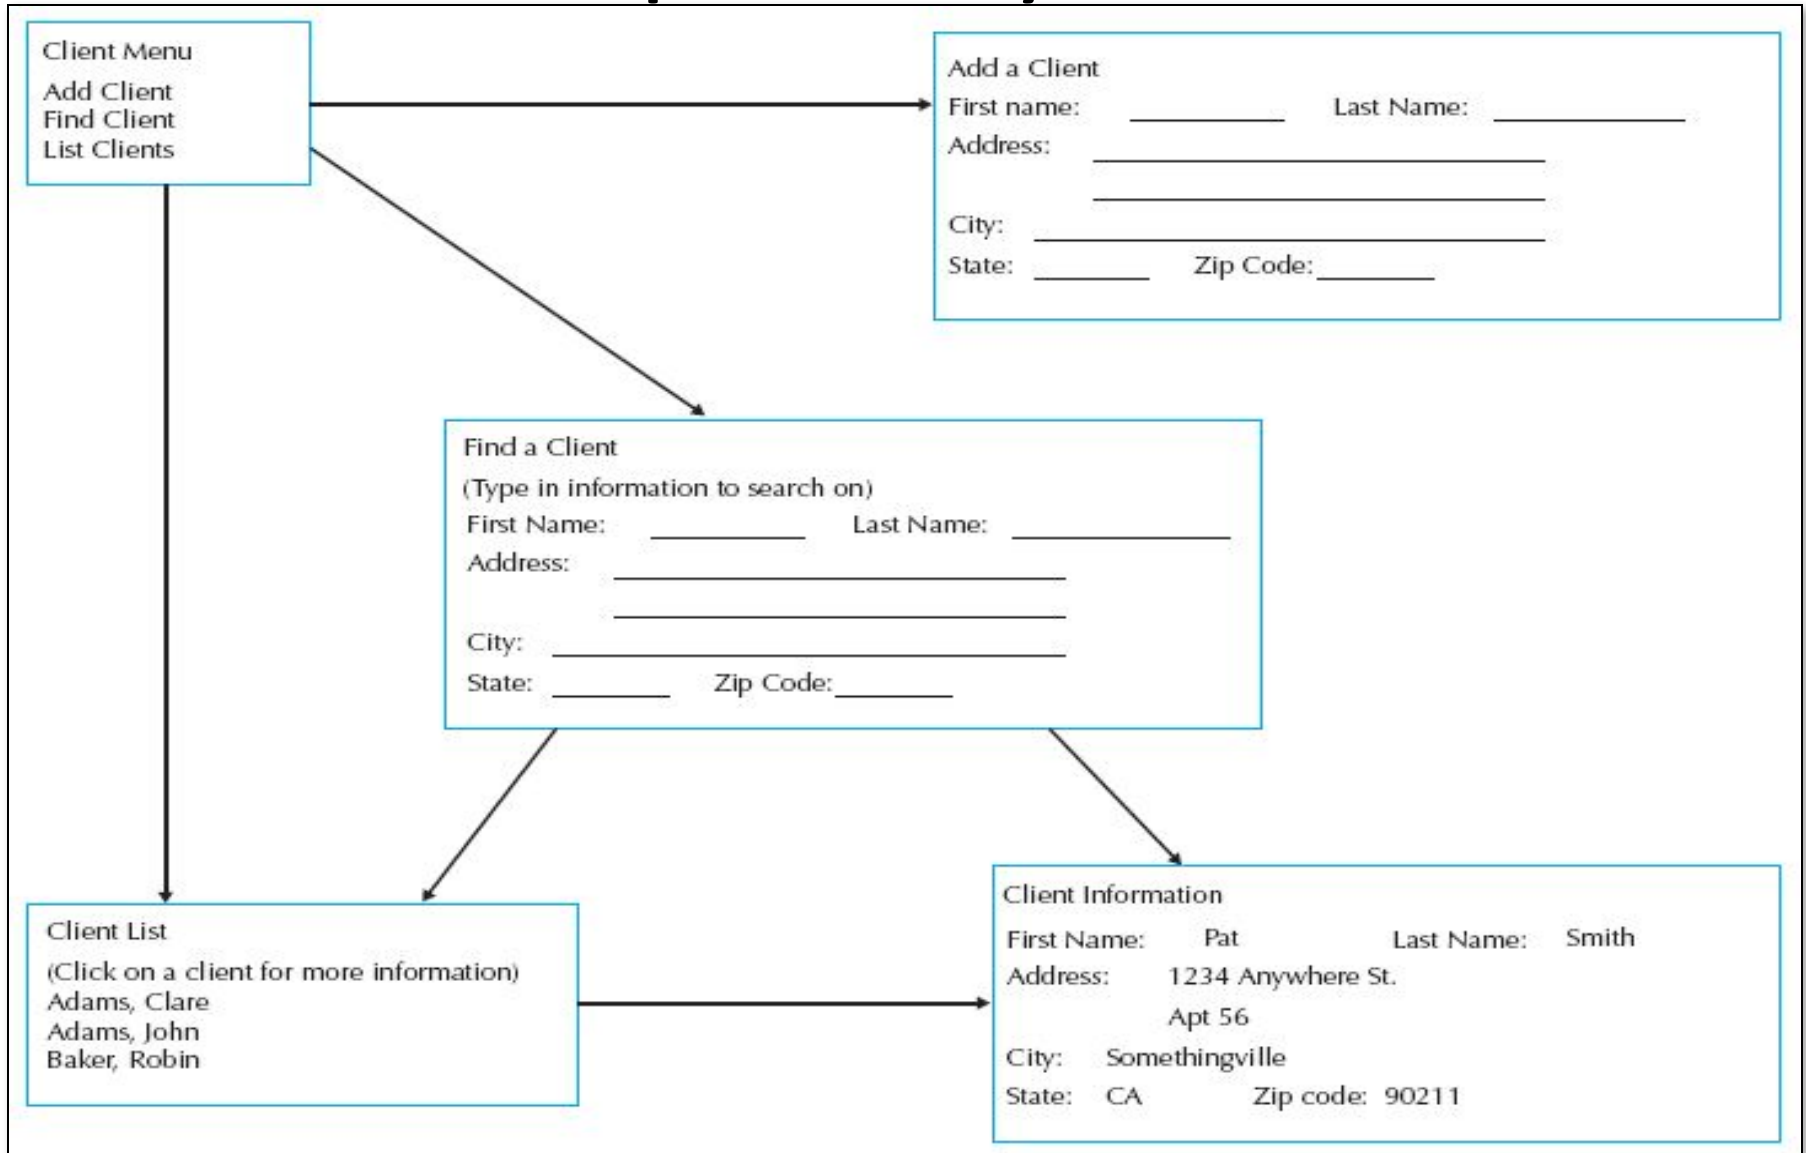 Client Menu
Add Client
Find Client
List Clients
Add a Client
First name: Last Name:
Address:
City:
State: Zip Code:
Find a Client
(Type in information to search on)
First Name: Last Name:
Address:
City:
State: Zip Code:
Client List
(Click on a client for more information)
Adams, Clare
Adams, John
Baker, Robin
Client Information
First Name: Pat Last Name: Smith
Address: 1234 Anywhere St.
Apt 56
City: Somethingville
State: CA Zip code: 90211